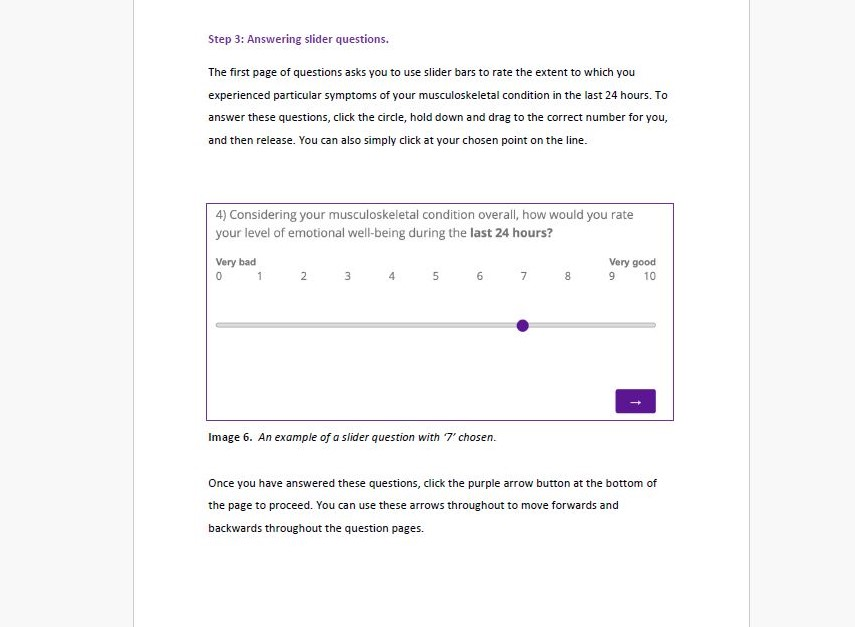 Step 3: Answering slider questions.
The first page of questions asks you to use slider bars to rate the extent to which you
experienced particular symptoms of your musculoskeletal condition in the last 24 hours. To
answer these questions, click the circle, hold down and drag to the correct number for you,
and then release. You can also simply click at your chosen point on the line.
4) Considering your musculoskeletal condition overall, how would you rate
your level of emotional well-being during the last 24 hours?
Very bad Very good
0 1 2 3 4 5 6 7 8 9 10
→
Image 6. An example of a slider question with ‘7’ chosen.
Once you have answered these questions, click the purple arrow button at the bottom of
the page to proceed. You can use these arrows throughout to move forwards and
backwards throughout the question pages.